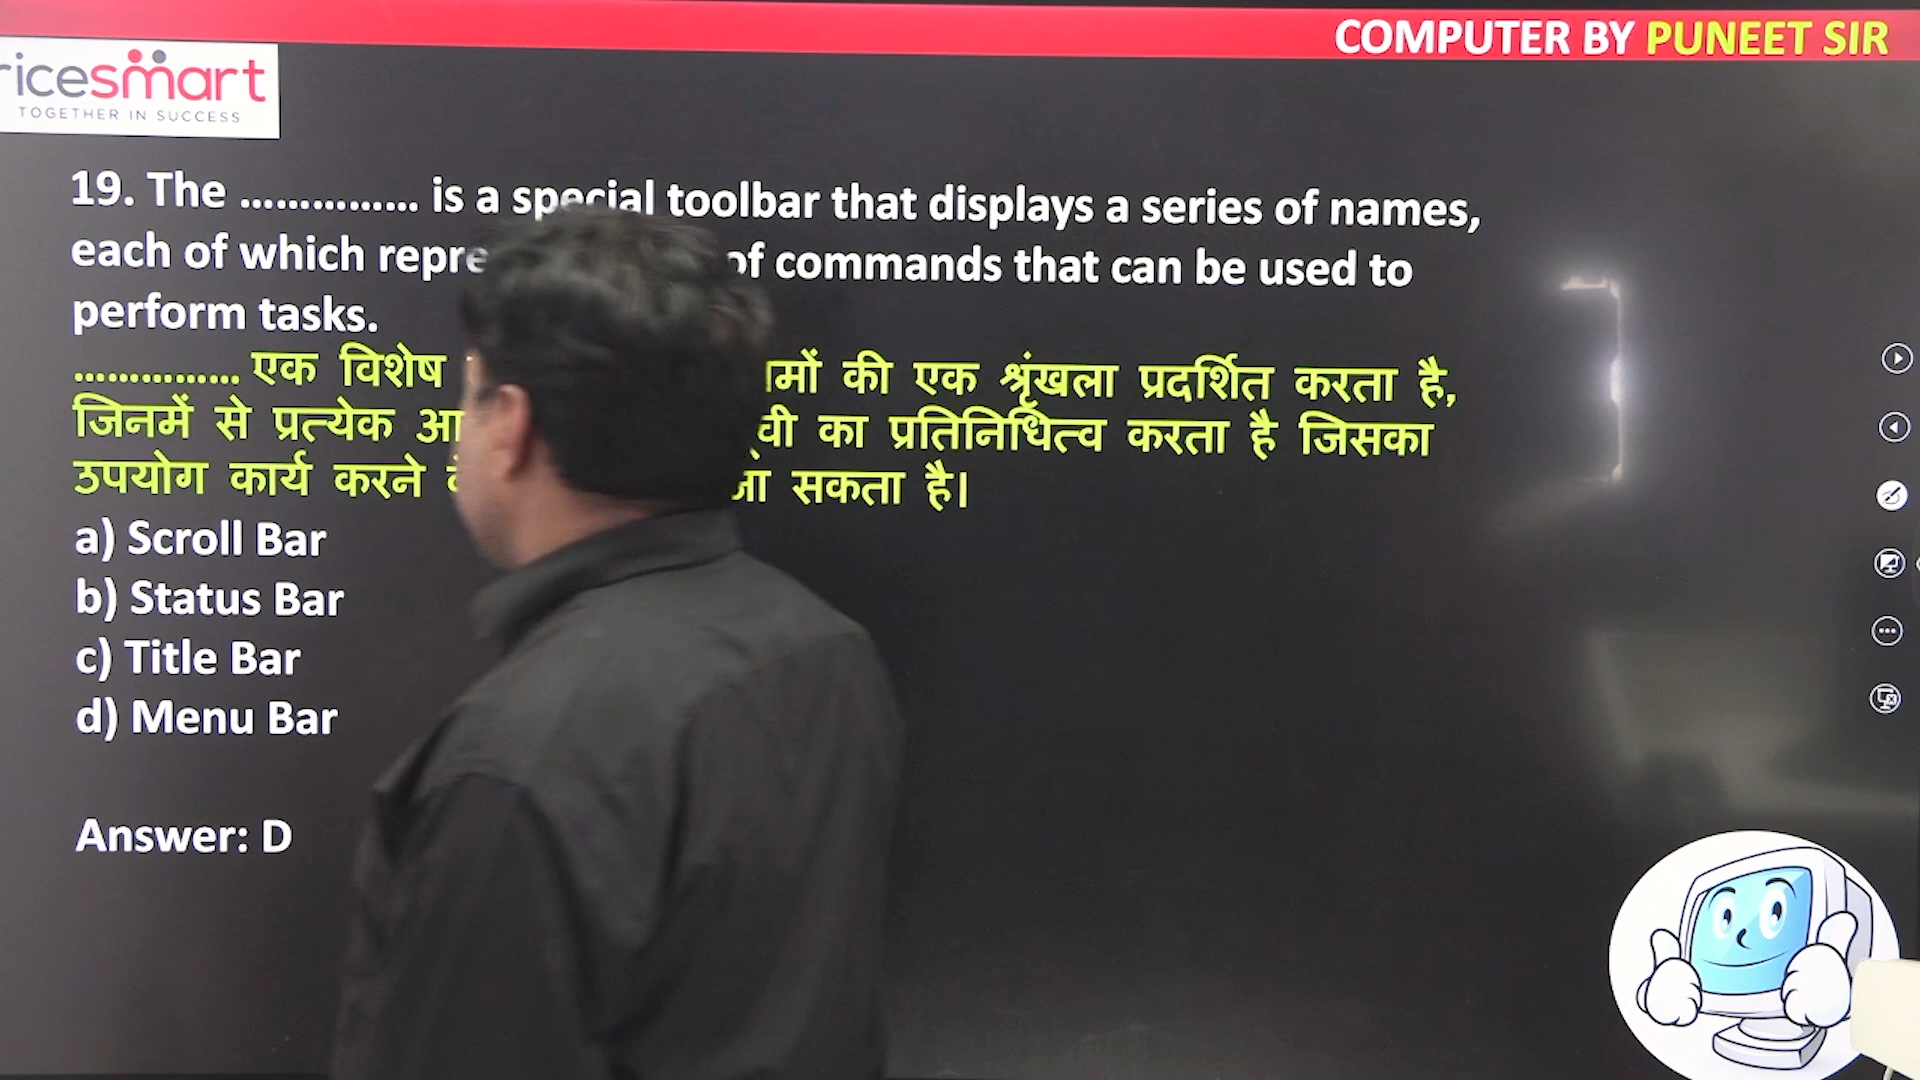 COMPUTER BY PUNEET SIR
ricesmart
TOGETHER IN SUCCESS
19. The ............... is a special toolbar that displays a series of names,
each of which of commands that can be used to
perform tasks.
............... एक विशेष की एक श्रृंखला प्रदर्शित करता है,
जिनमें से प्रत्येक का प्रतिनिधित्व करता है जिसका
उपयोग कार्य करने सकता है।
a) Scroll Bar
b) Status Bar
c) Title Bar
d) Menu Bar
Answer: D